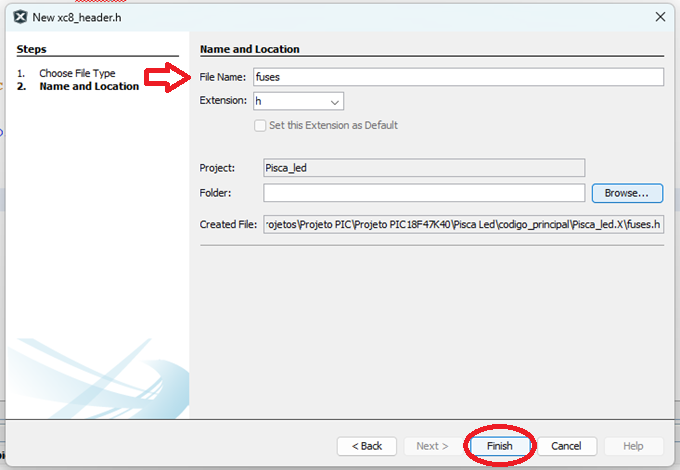 New xc8_header.h
Steps
1. Choose File Type
2. Name and Location
Name and Location
File Name: fuses
Extension: h
Set this Extension as Default
Project: Pisca_led
Folder: Browse...
Created File: rojetos\Projeto PIC\Projeto PIC18F47K40\Pisca Led\codigo_principal\Pisca_led.X\fuses.h
< Back Next > Finish Cancel Help